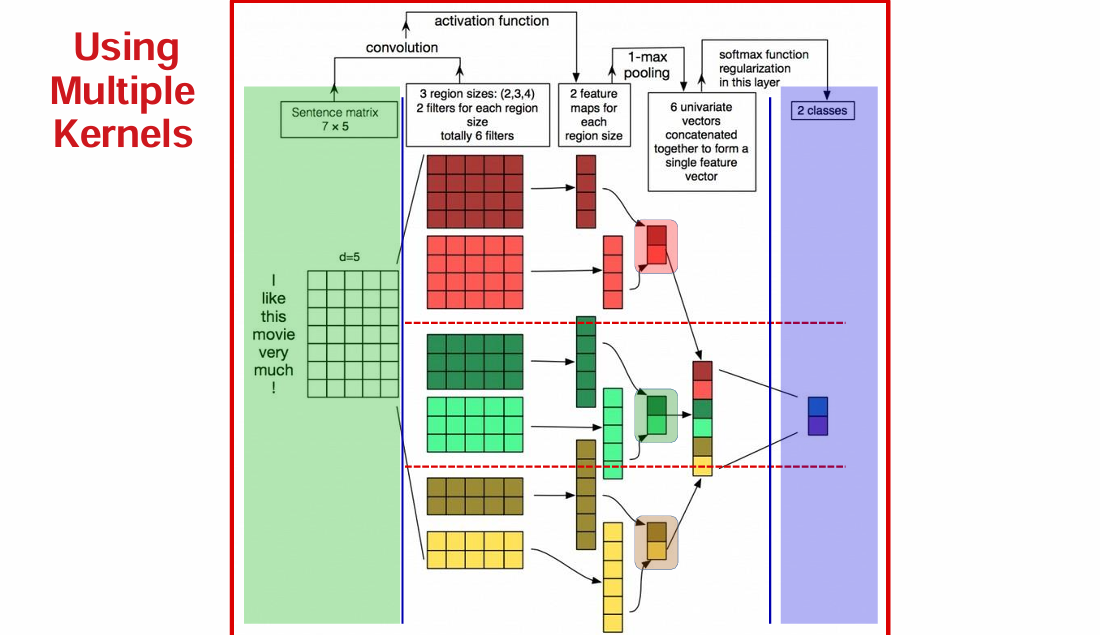 Using
Multiple
Kernels
activation function
convolution
1-max
pooling
softmax function
regularization
in this layer
Sentence matrix
7 × 5
3 region sizes: (2,3,4)
2 filters for each region
size
totally 6 filters
2 feature
maps for
each
region size
6 univariate
vectors
concatenated
together to form a
single feature
vector
2 classes
d=5
I
like
this
movie
very
much
!